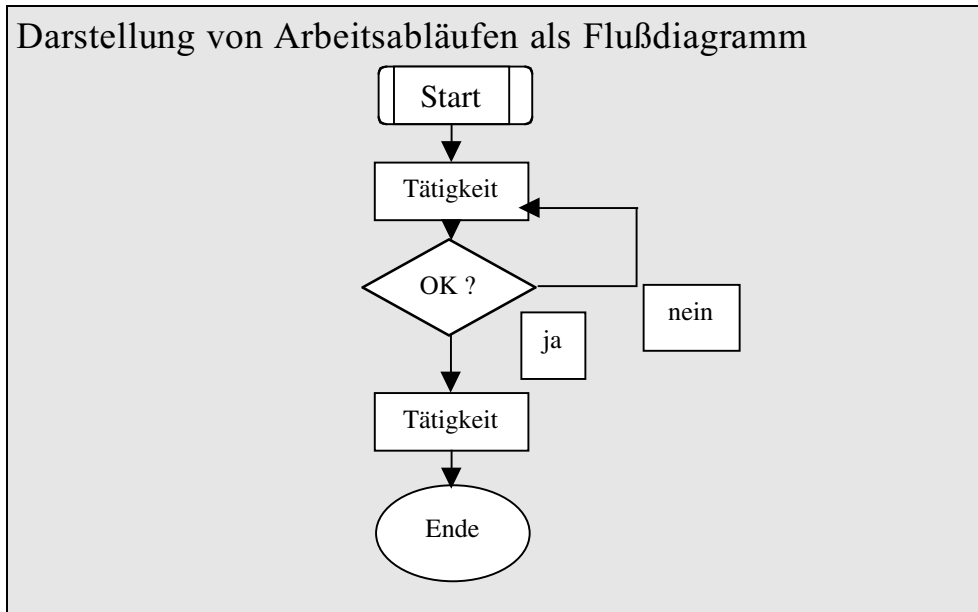 Darstellung von Arbeitsabläufen als Flußdiagramm
Start
Tätigkeit
OK ?
nein
ja
Tätigkeit
Ende